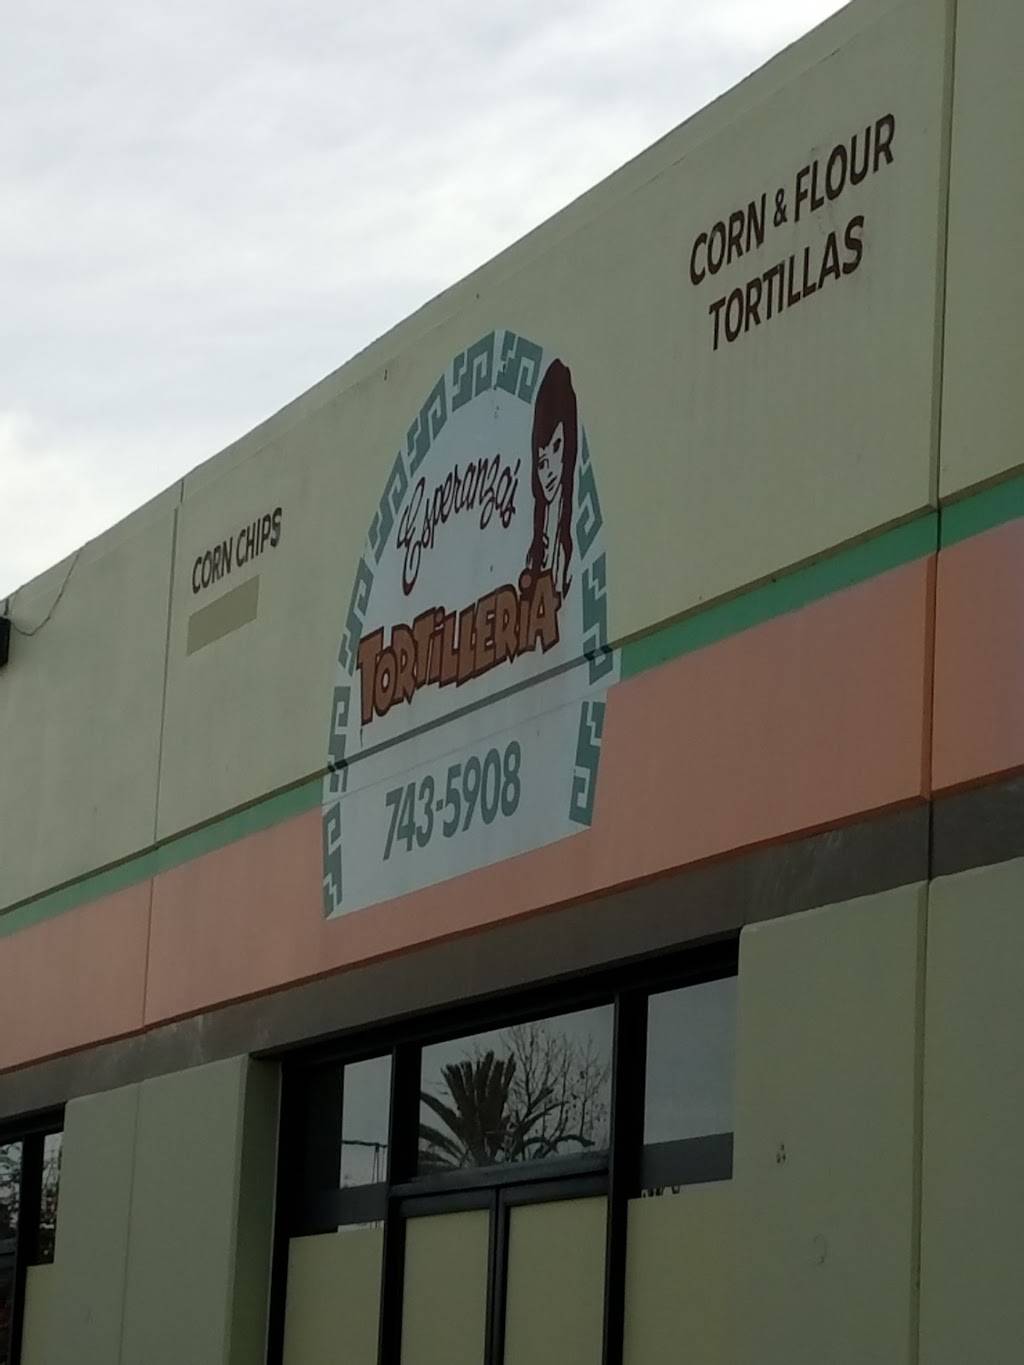 CORN & FLOUR
TORTILLAS
CORN CHIPS
Esperanza's
TORTiLLERiA
743-5908